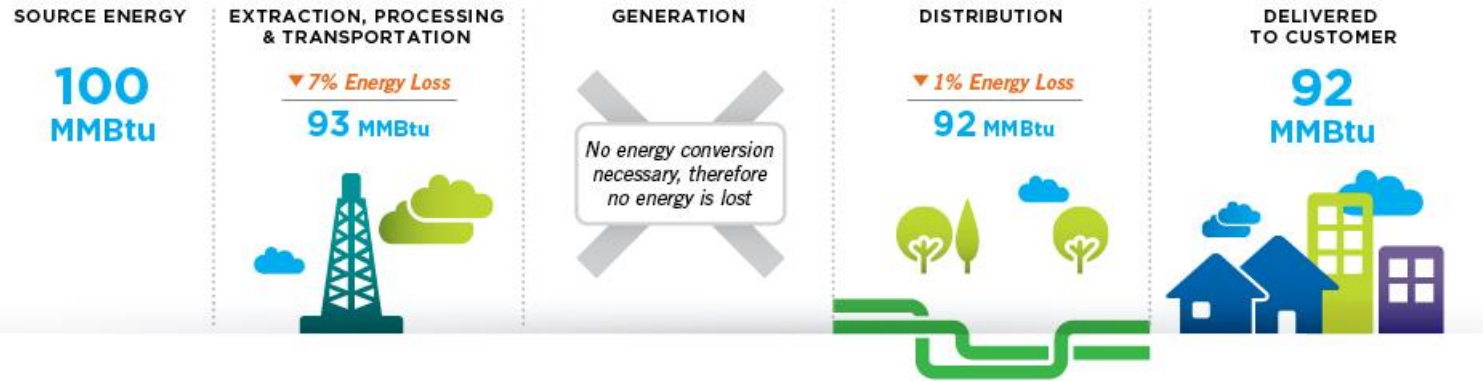 SOURCE ENERGY
100
MMBtu
EXTRACTION, PROCESSING
& TRANSPORTATION
▼ 7% Energy Loss
93 MMBtu
GENERATION
No energy conversion
necessary, therefore
no energy is lost
DISTRIBUTION
▼ 1% Energy Loss
92 MMBtu
DELIVERED
TO CUSTOMER
92
MMBtu